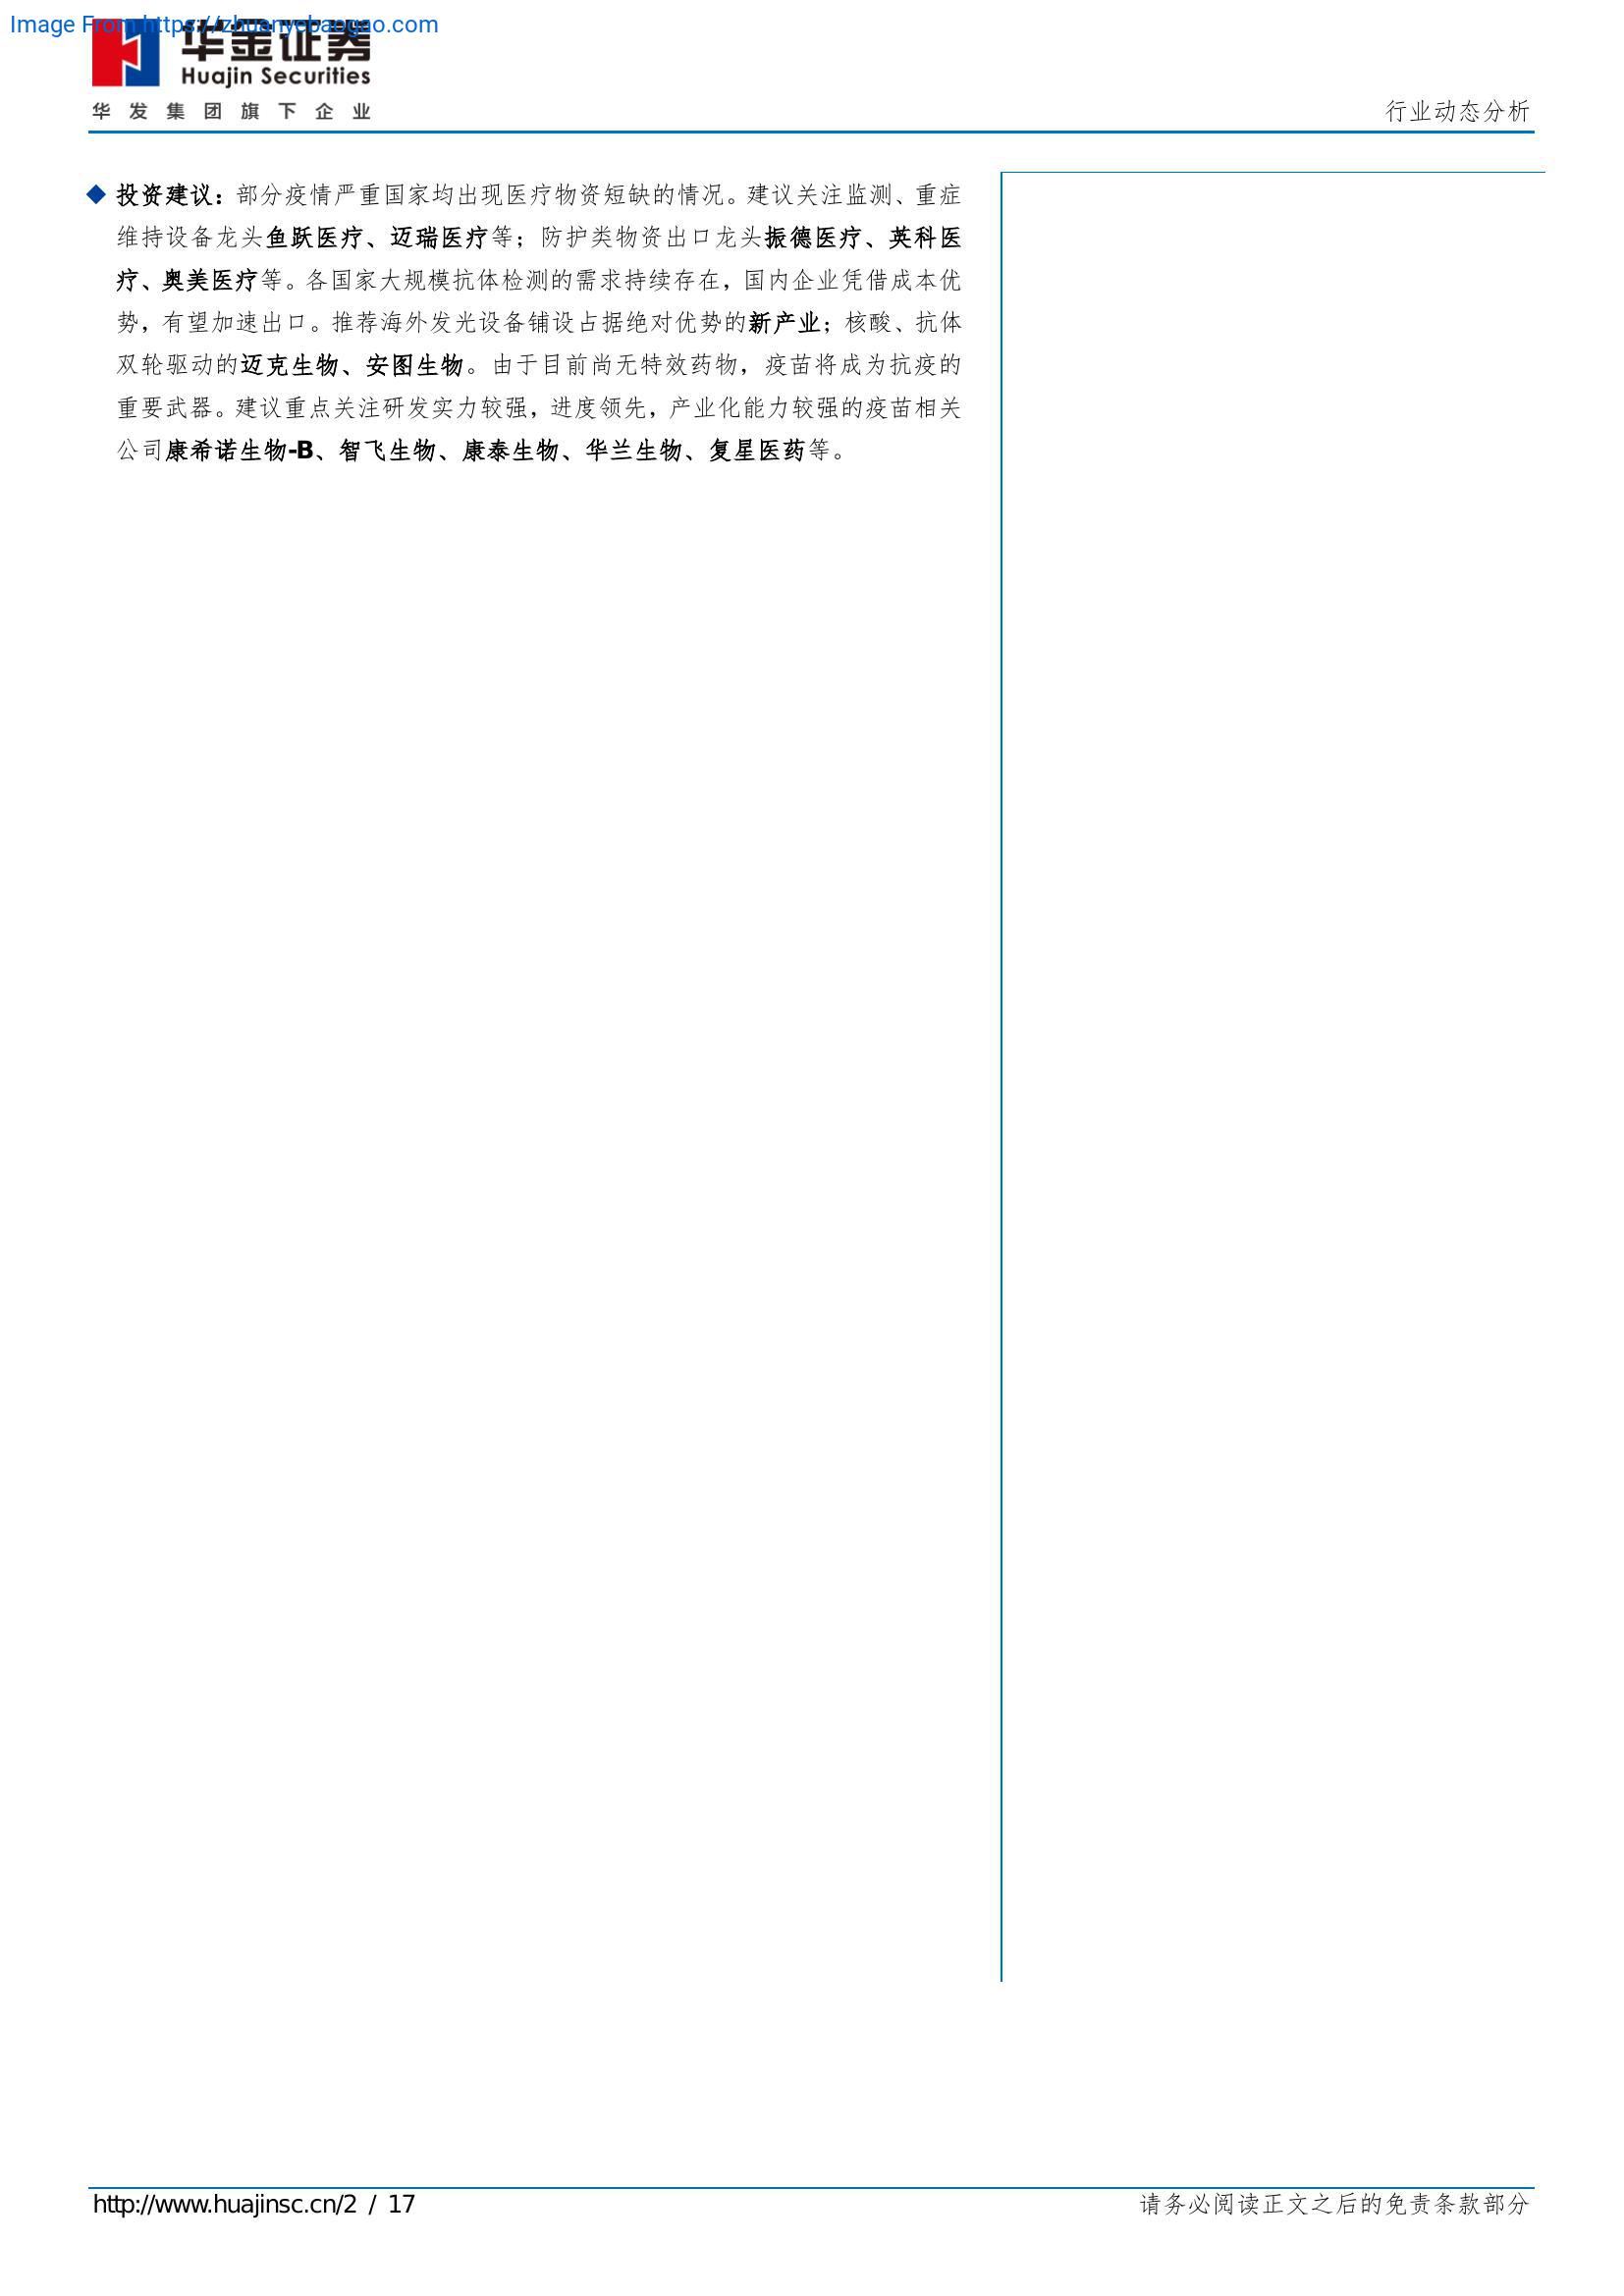 Image From https://zhuanyebaogao.com
华金证券
Huajin Securities
华发集团旗下企业
行业动态分析
◆ 投资建议：部分疫情严重国家均出现医疗物资短缺的情况。建议关注监测、重症
维持设备龙头鱼跃医疗、迈瑞医疗等；防护类物资出口龙头振德医疗、英科医
疗、奥美医疗等。各国家大规模抗体检测的需求持续存在，国内企业凭借成本优
势，有望加速出口。推荐海外发光设备铺设占据绝对优势的新产业；核酸、抗体
双轮驱动的迈克生物、安图生物。由于目前尚无特效药物，疫苗将成为抗疫的
重要武器。建议重点关注研发实力较强，进度领先，产业化能力较强的疫苗相关
公司康希诺生物-B、智飞生物、康泰生物、华兰生物、复星医药等。
http://www.huajinsc.cn/2 / 17
请务必阅读正文之后的免责条款部分